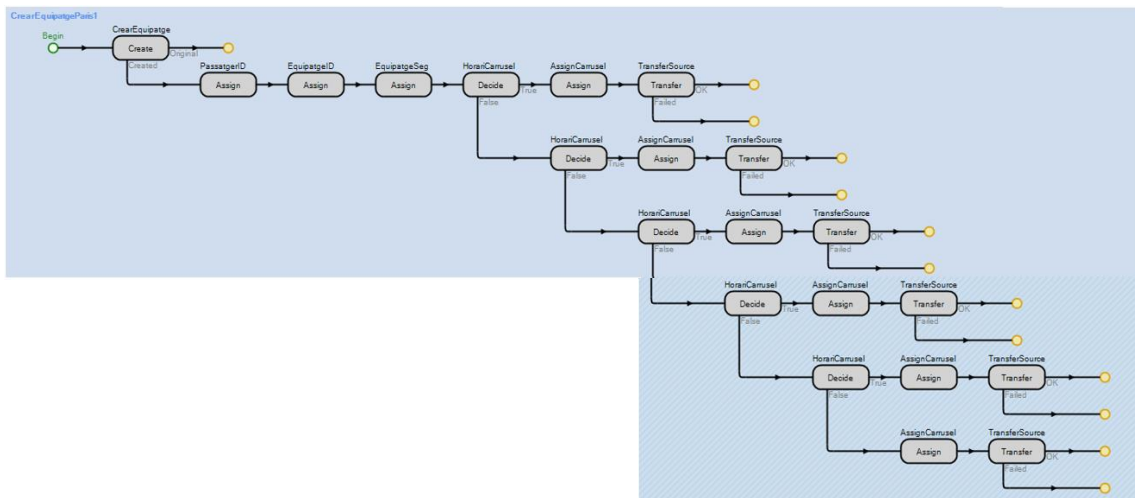 CrearEquipatgeParis1
Begin
CrearEquipatge
Create
Original
Created
PassatgerID
Assign
EquipatgeID
Assign
EquipatgeSeg
Assign
HorariCarrusel
Decide
True
False
AssignCarrusel
Assign
TransferSource
Transfer
OK
Failed
HorariCarrusel
Decide
True
False
AssignCarrusel
Assign
TransferSource
Transfer
OK
Failed
HorariCarrusel
Decide
True
False
AssignCarrusel
Assign
TransferSource
Transfer
OK
Failed
HorariCarrusel
Decide
True
False
AssignCarrusel
Assign
TransferSource
Transfer
OK
Failed
HorariCarrusel
Decide
True
False
AssignCarrusel
Assign
TransferSource
Transfer
OK
Failed
AssignCarrusel
Assign
TransferSource
Transfer
OK
Failed